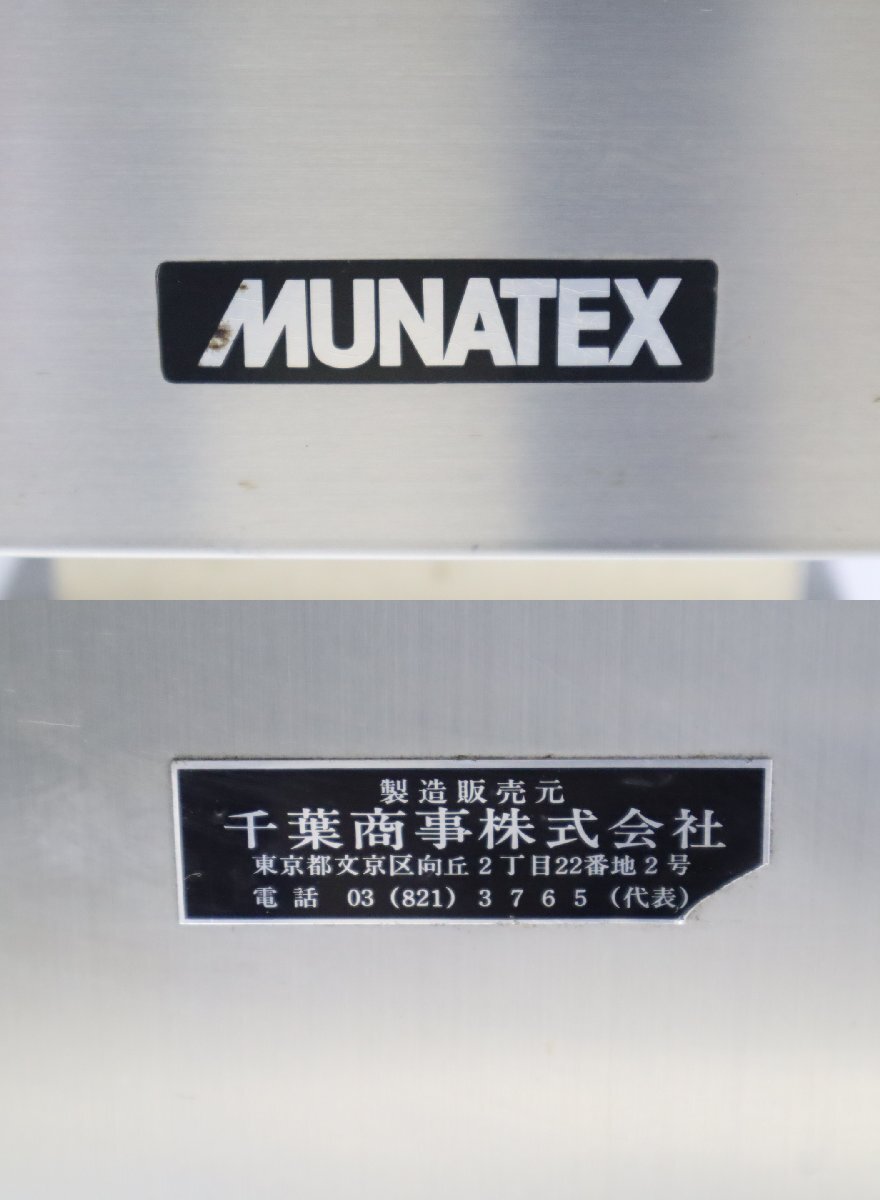 MUNATEX
製造販売元
千葉商事株式会社
東京都文京区向丘2丁目22番地2号
電話 03 (821) 3765 (代表)